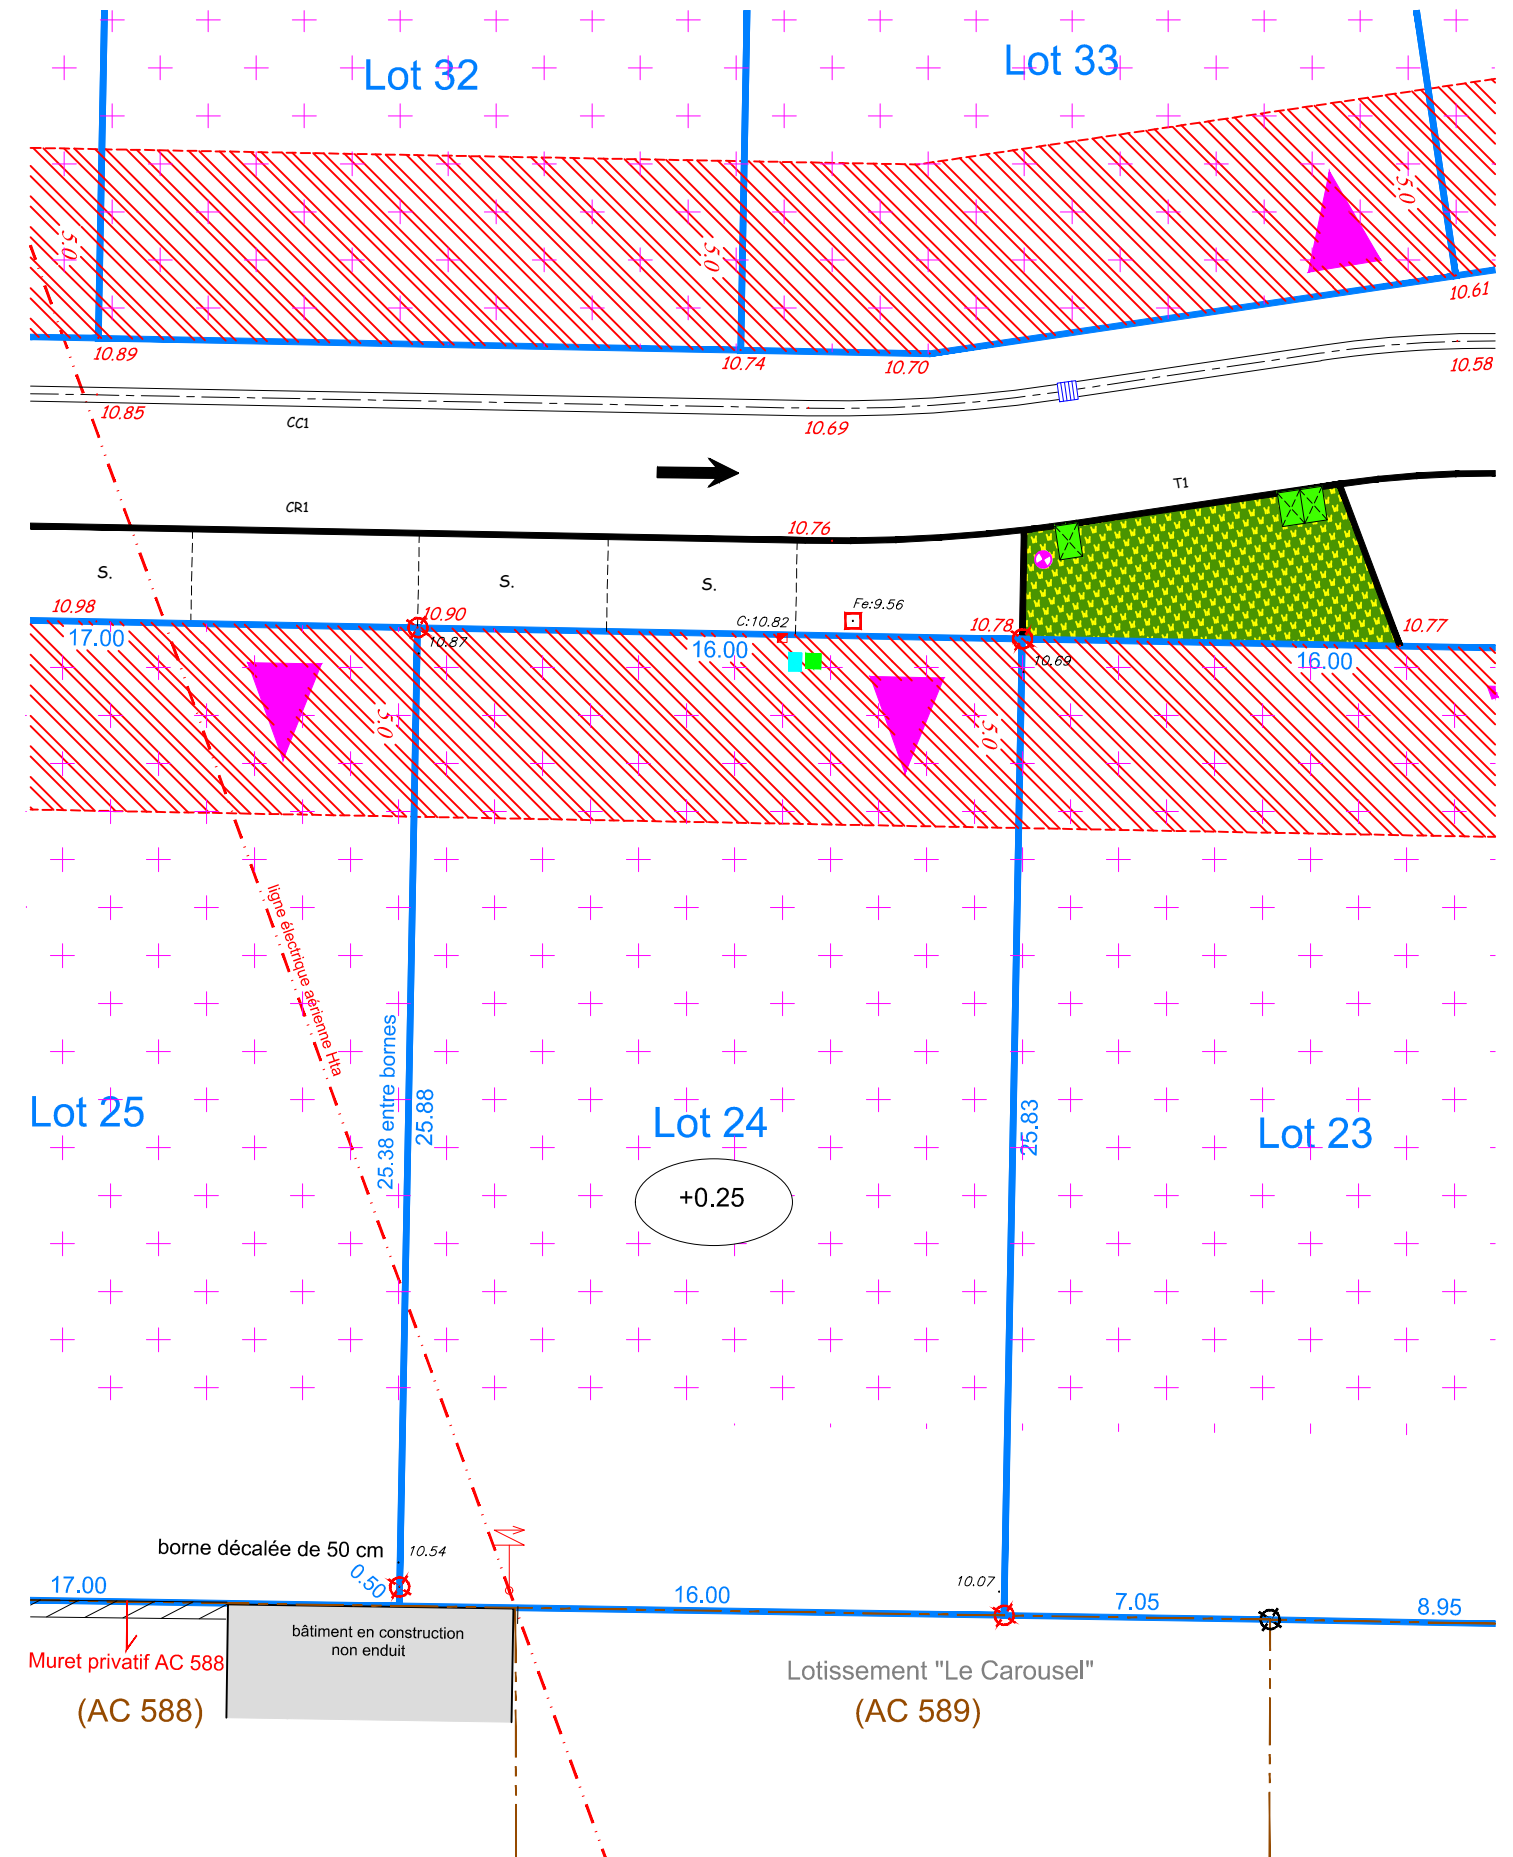 Lot 32
Lot 33
5.0
5.0
5.0
10.89
10.74
10.70
10.61
10.58
10.85
CC1
10.69
T1
CR1
10.76
S.
S.
S.
10.98
10.90
Fe:9.56
C:10.82
10.78
10.77
17.00
10.87
16.00
10.69
16.00
5.0
5.0
ligne électrique aérienne Hta
25.38 entre bornes
25.88
25.83
Lot 25
Lot 24
Lot 23
+0.25
borne décalée de 50 cm
10.54
0.50
10.07
17.00
16.00
7.05
8.95
bâtiment en construction
non enduit
Muret privatif AC 588
Lotissement "Le Carousel"
(AC 588)
(AC 589)